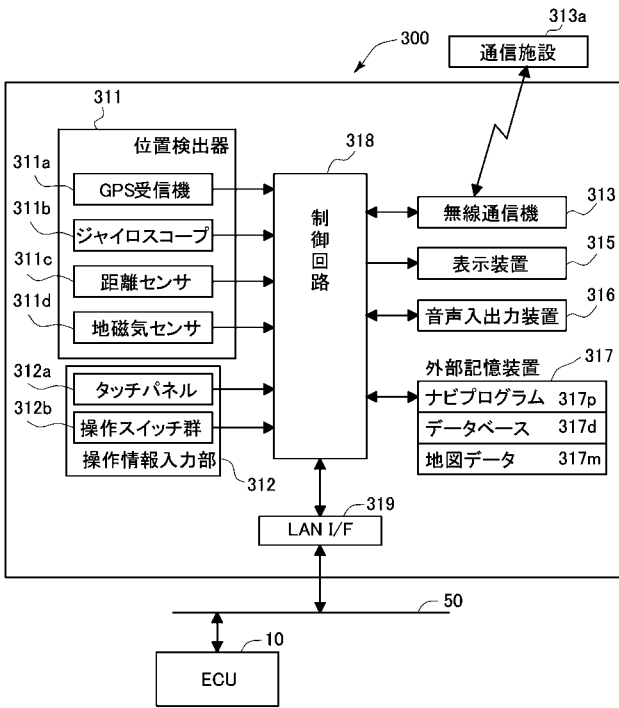 313a
通信施設
300
311
位置検出器
311a
GPS受信機
311b
ジャイロスコープ
311c
距離センサ
311d
地磁気センサ
312a
タッチパネル
312b
操作スイッチ群
操作情報入力部
312
318
制御回路
無線通信機
313
表示装置
315
音声入出力装置
316
外部記憶装置
317
ナビプログラム 317p
データベース 317d
地図データ 317m
319
LAN I/F
50
10
ECU